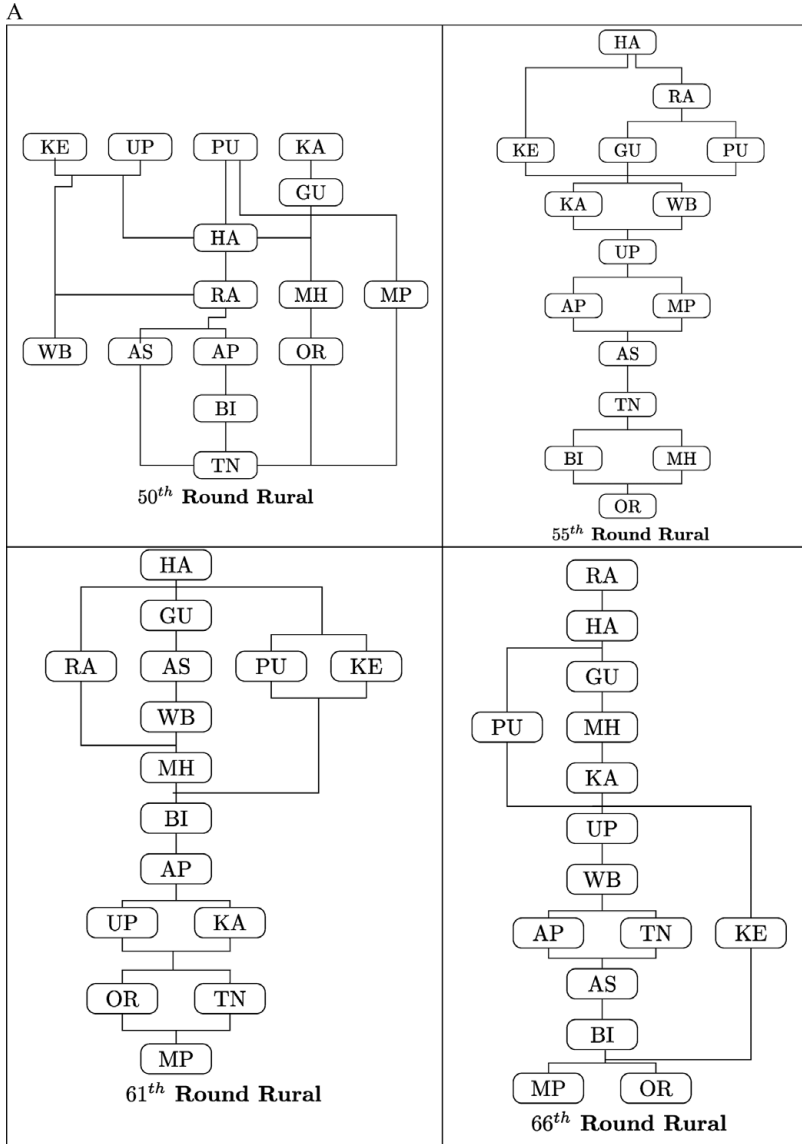 A
KE UP PU KA
GU
HA
RA MH MP
WB AS AP OR
BI
TN
50th Round Rural
HA
RA
KE GU PU
KA WB
UP
AP MP
AS
TN
BI MH
OR
55th Round Rural
HA
GU
RA AS PU KE
WB
MH
BI
AP
UP KA
OR TN
MP
61th Round Rural
RA
HA
GU
PU MH
KA
UP
WB
AP TN KE
AS
BI
MP OR
66th Round Rural